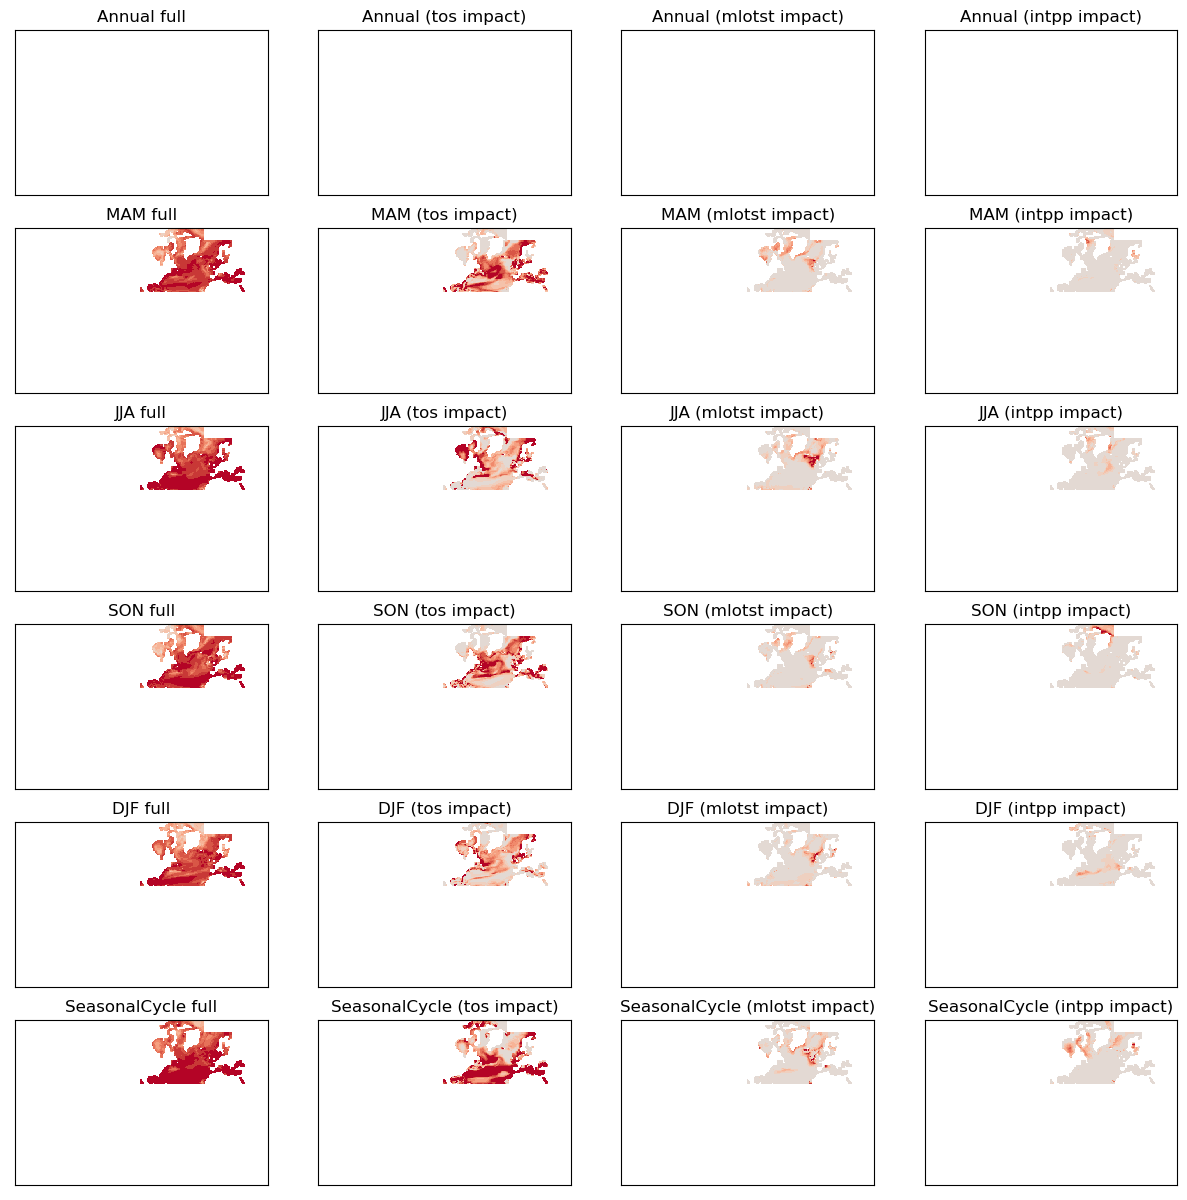 Annual full
Annual (tos impact)
Annual (mlotst impact)
Annual (intpp impact)
MAM full
MAM (tos impact)
MAM (mlotst impact)
MAM (intpp impact)
JJA full
JJA (tos impact)
JJA (mlotst impact)
JJA (intpp impact)
SON full
SON (tos impact)
SON (mlotst impact)
SON (intpp impact)
DJF full
DJF (tos impact)
DJF (mlotst impact)
DJF (intpp impact)
SeasonalCycle full
SeasonalCycle (tos impact)
SeasonalCycle (mlotst impact)
SeasonalCycle (intpp impact)